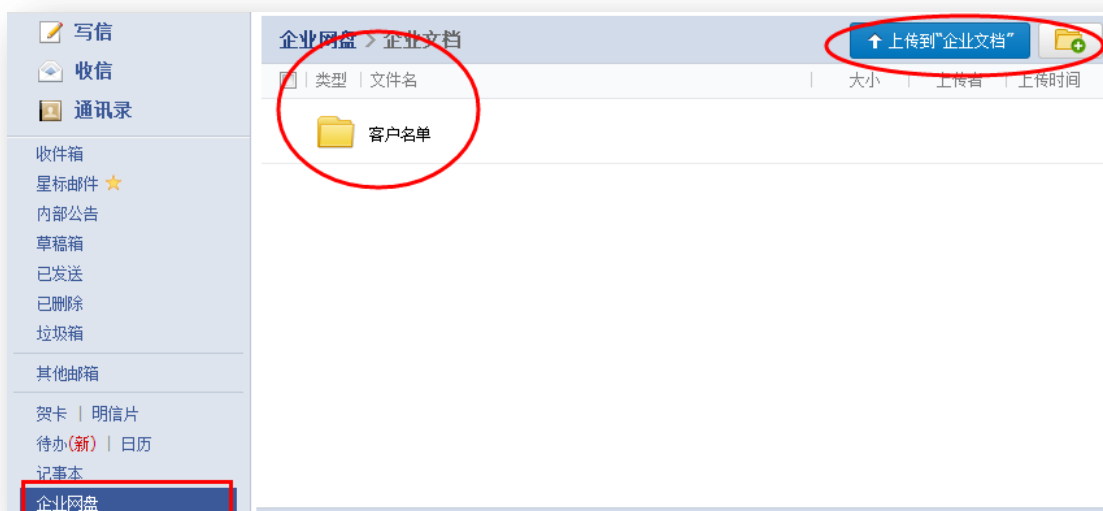 写信
收信
通讯录
收件箱
星标邮件
内部公告
草稿箱
已发送
已删除
垃圾箱
其他邮箱
贺卡 | 明信片
待办(新) | 日历
记事本
企业网盘
企业网盘 > 企业文档
上传到"企业文档"
类型 | 文件名 | 大小 | 上传者 | 上传时间
客户名单